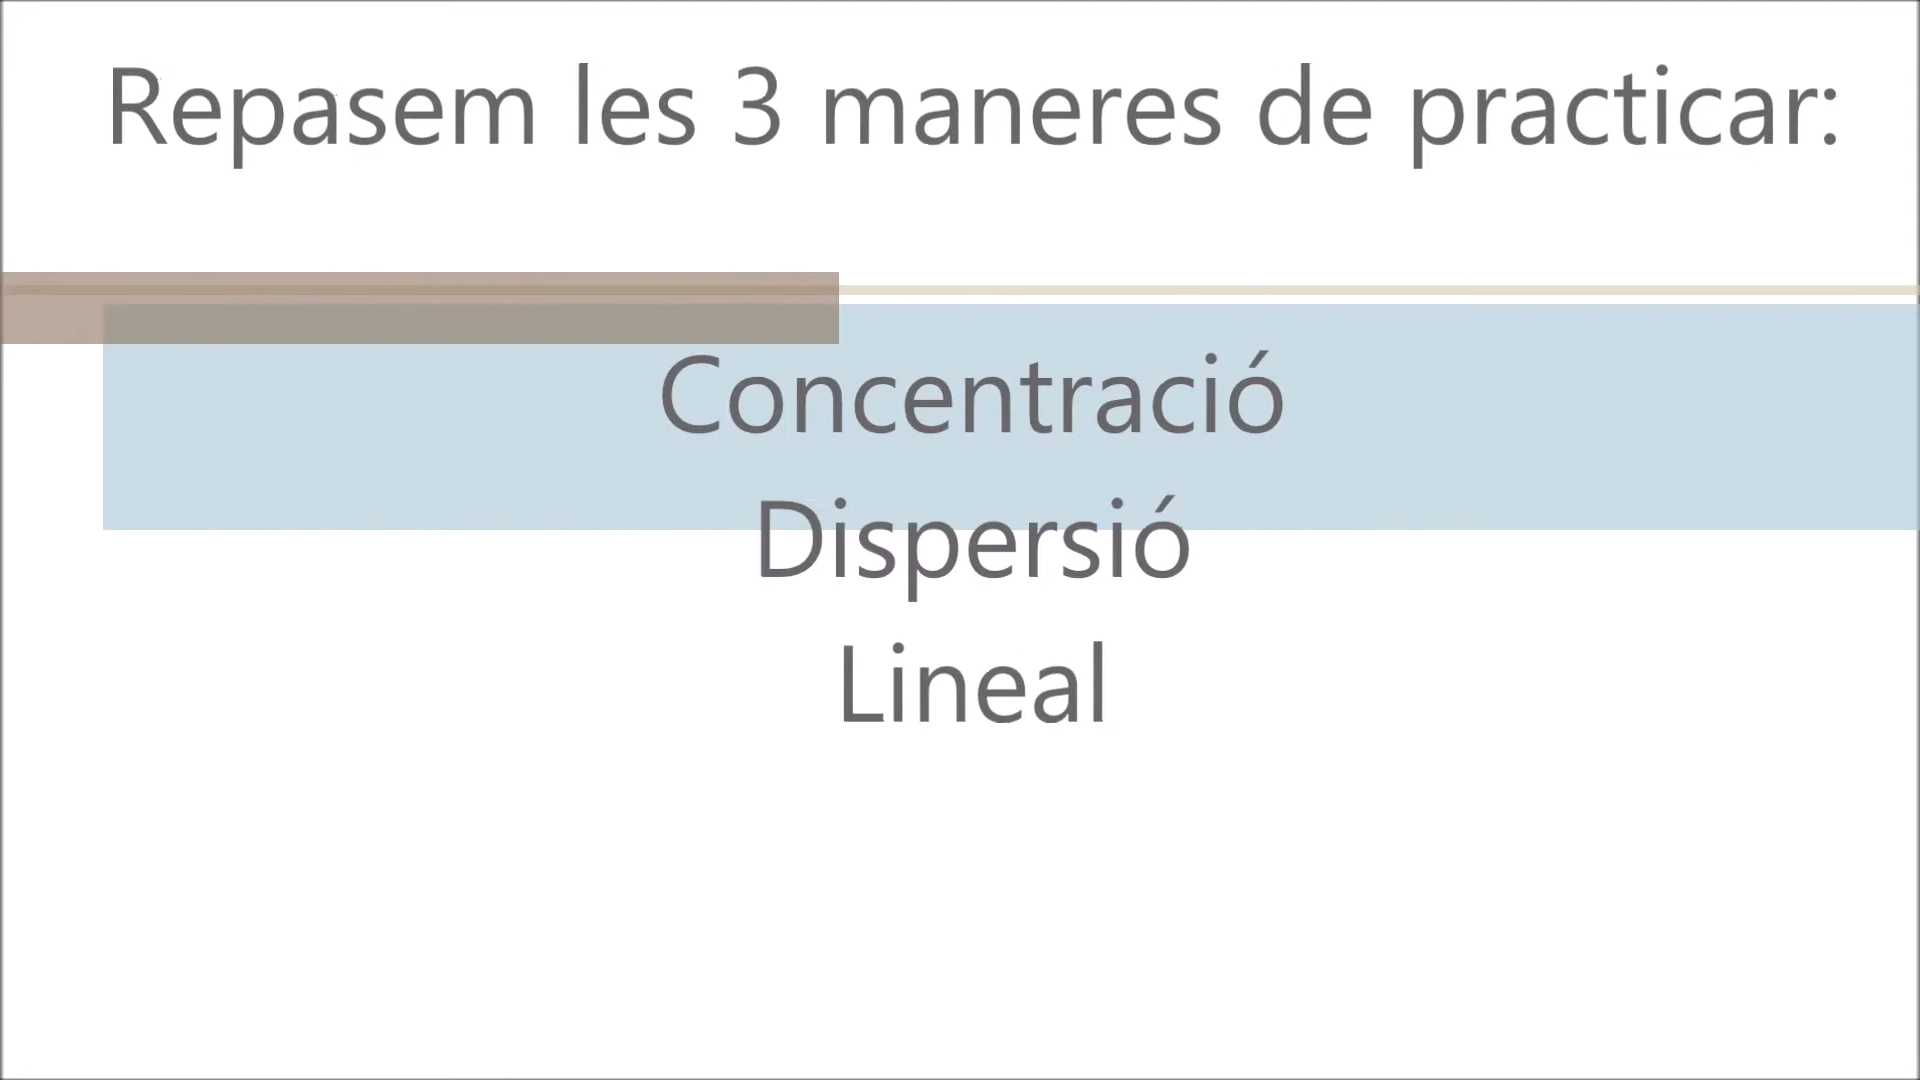 Repasem les 3 maneres de practicar:
Concentració
Dispersió
Lineal